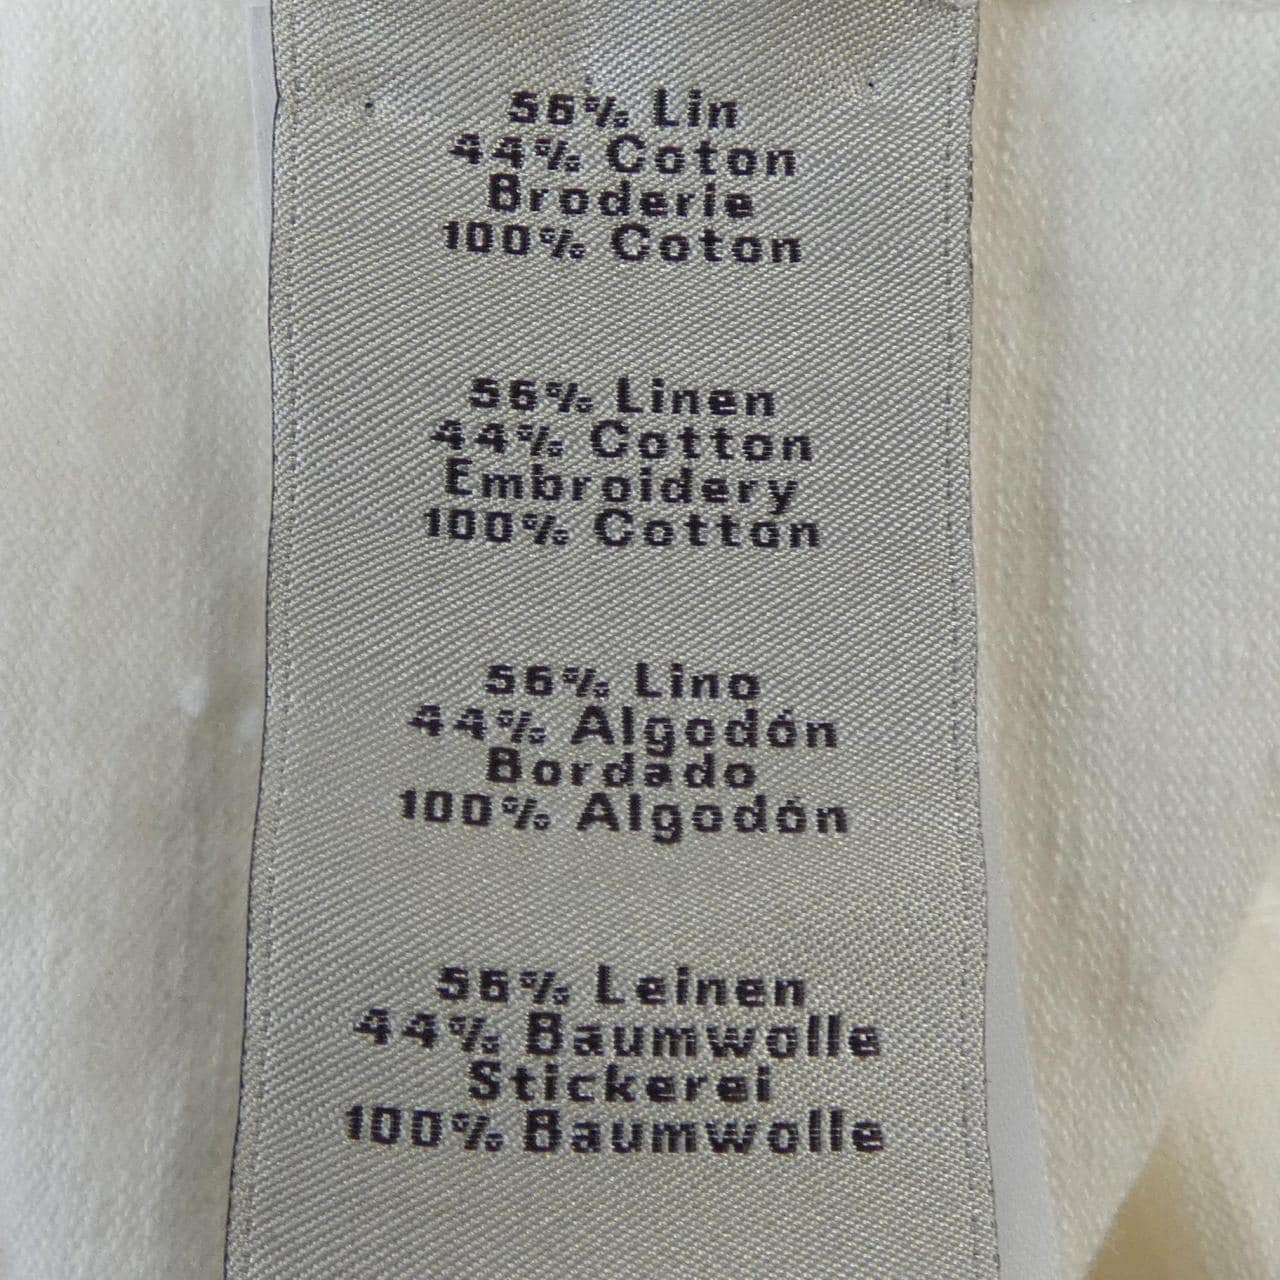 56% Lin
44% Coton
Broderie
100% Coton
56% Linen
44% Cotton
Embroidery
100% Cotton
56% Lino
44% Algodón
Bordado
100% Algodón
56% Leinen
44% Baumwolle
Stickerei
100% Baumwolle